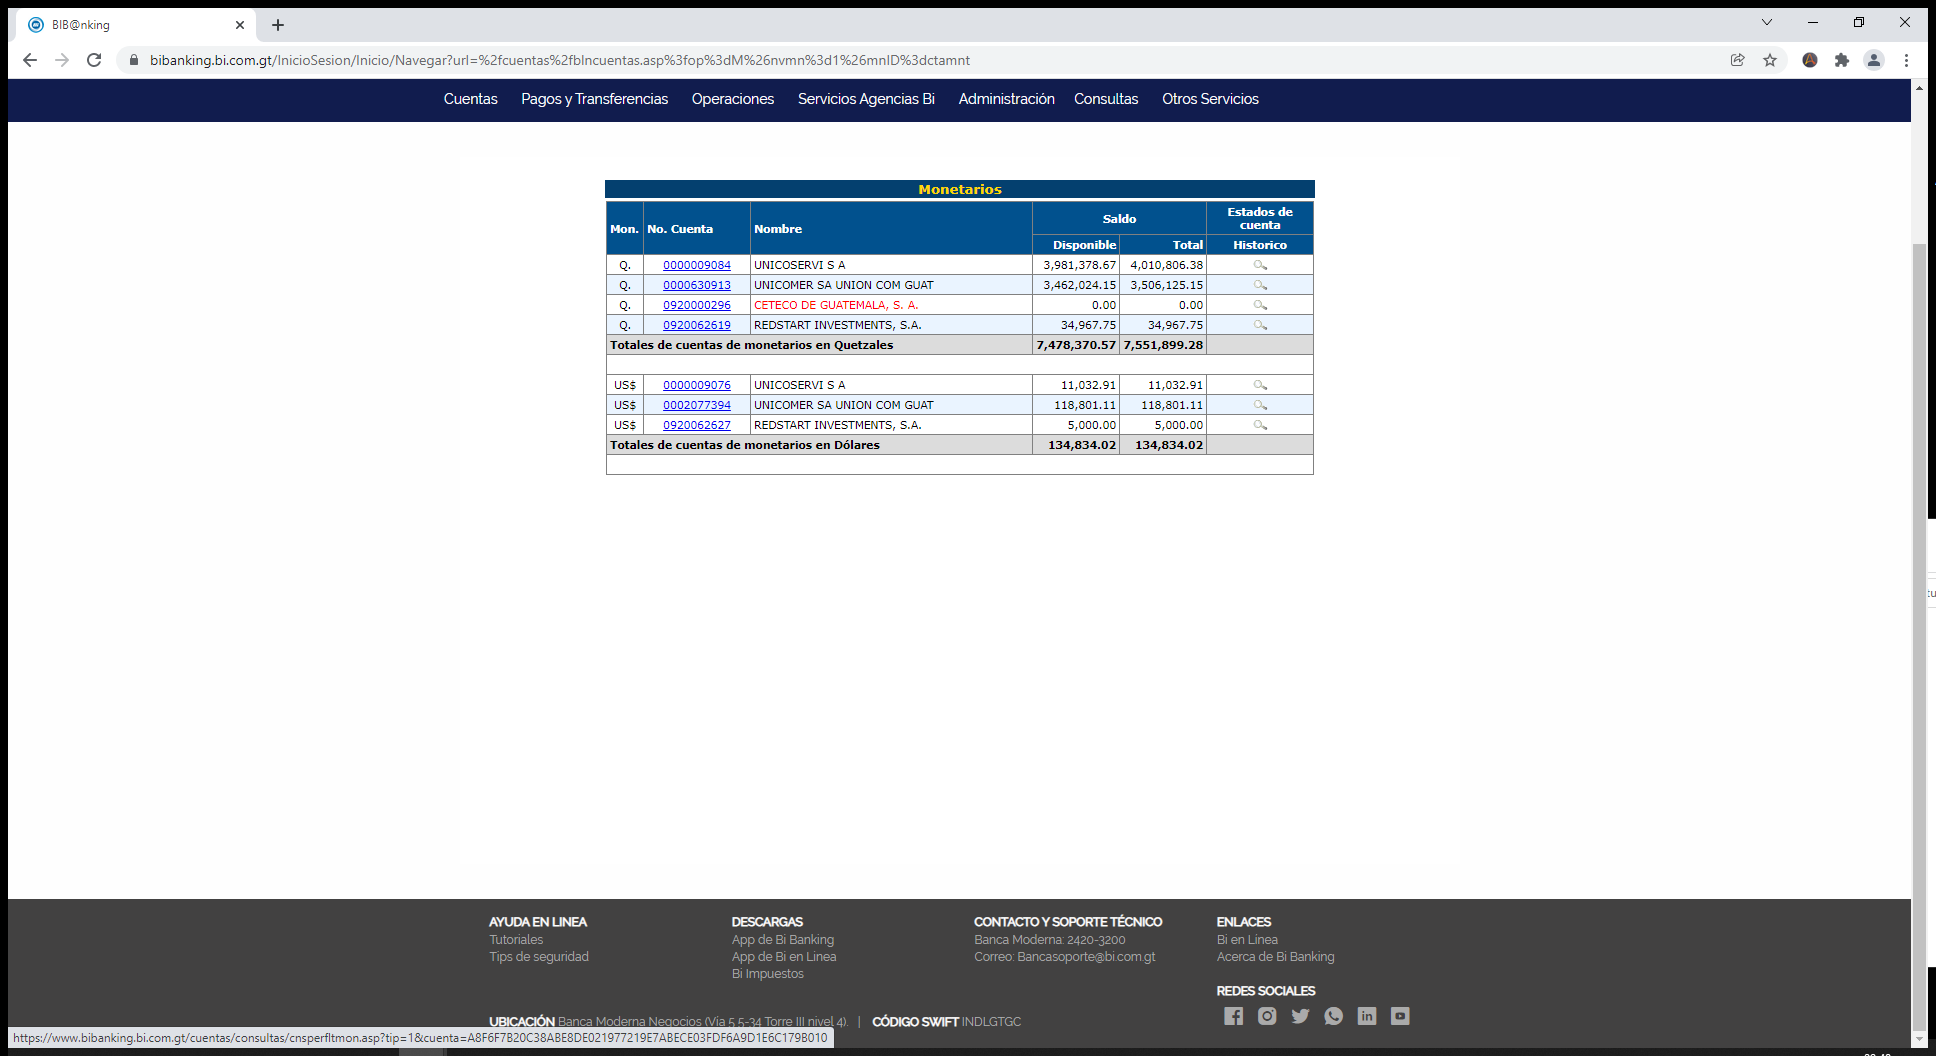 BIB@nking
bibanking.bi.com.gt/InicioSesion/Inicio/Navegar?url=%2fcuentas%2fblncuentas.asp%3fop%3dM%26nvmn%3d1%26mnID%3dctamnt
Cuentas Pagos y Transferencias Operaciones Servicios Agencias Bi Administración Consultas Otros Servicios
Monetarios
Mon. No. Cuenta Nombre Saldo Estados de cuenta
Disponible Total Historico
Q. 0000009084 UNICOSERVI S A 3,981,378.67 4,010,806.38
Q. 0000630913 UNICOMER SA UNION COM GUAT 3,462,024.15 3,506,125.15
Q. 0920000296 CETECO DE GUATEMALA, S. A. 0.00 0.00
Q. 0920062619 REDSTART INVESTMENTS, S.A. 34,967.75 34,967.75
Totales de cuentas de monetarios en Quetzales 7,478,370.57 7,551,899.28
US$ 0000009076 UNICOSERVI S A 11,032.91 11,032.91
US$ 0002077394 UNICOMER SA UNION COM GUAT 118,801.11 118,801.11
US$ 0920062627 REDSTART INVESTMENTS, S.A. 5,000.00 5,000.00
Totales de cuentas de monetarios en Dólares 134,834.02 134,834.02
AYUDA EN LINEA DESCARGAS CONTACTO Y SOPORTE TÉCNICO ENLACES
Tutoriales App de Bi Banking Banca Moderna: 2420-3200 Bi en Línea
Tips de seguridad App de Bi en Linea Correo: Bancasoporte@bi.com.gt Acerca de Bi Banking
Bi Impuestos
REDES SOCIALES
UBICACIÓN Banca Moderna Negocios (Vía 5 5-34 Torre III nivel 4). | CÓDIGO SWIFT INDLGTGC
https://www.bibanking.bi.com.gt/cuentas/consultas/cnsperfltmon.asp?tip=1&cuenta=A8F6F7B20C38ABE8DE021977219E7ABECE03FDF6A9D1E6C179B010